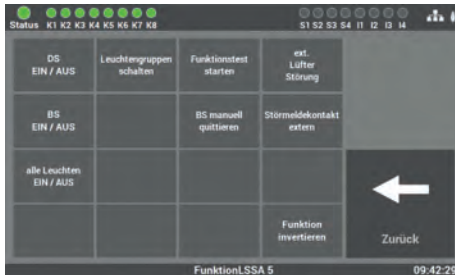 Status K1 K2 K3 K4 K5 K6 K7 K8
S1 S2 S3 S4 I1 I2 I3 I4
DS
EIN / AUS
Leuchtengruppen
schalten
Funktionstest
starten
ext.
Lüfter
Störung
BS
EIN / AUS
BS manuell
quittieren
Störmeldekontakt
extern
alle Leuchten
EIN / AUS
Funktion
invertieren
Zurück
FunktionLSSA 5
09:42:29